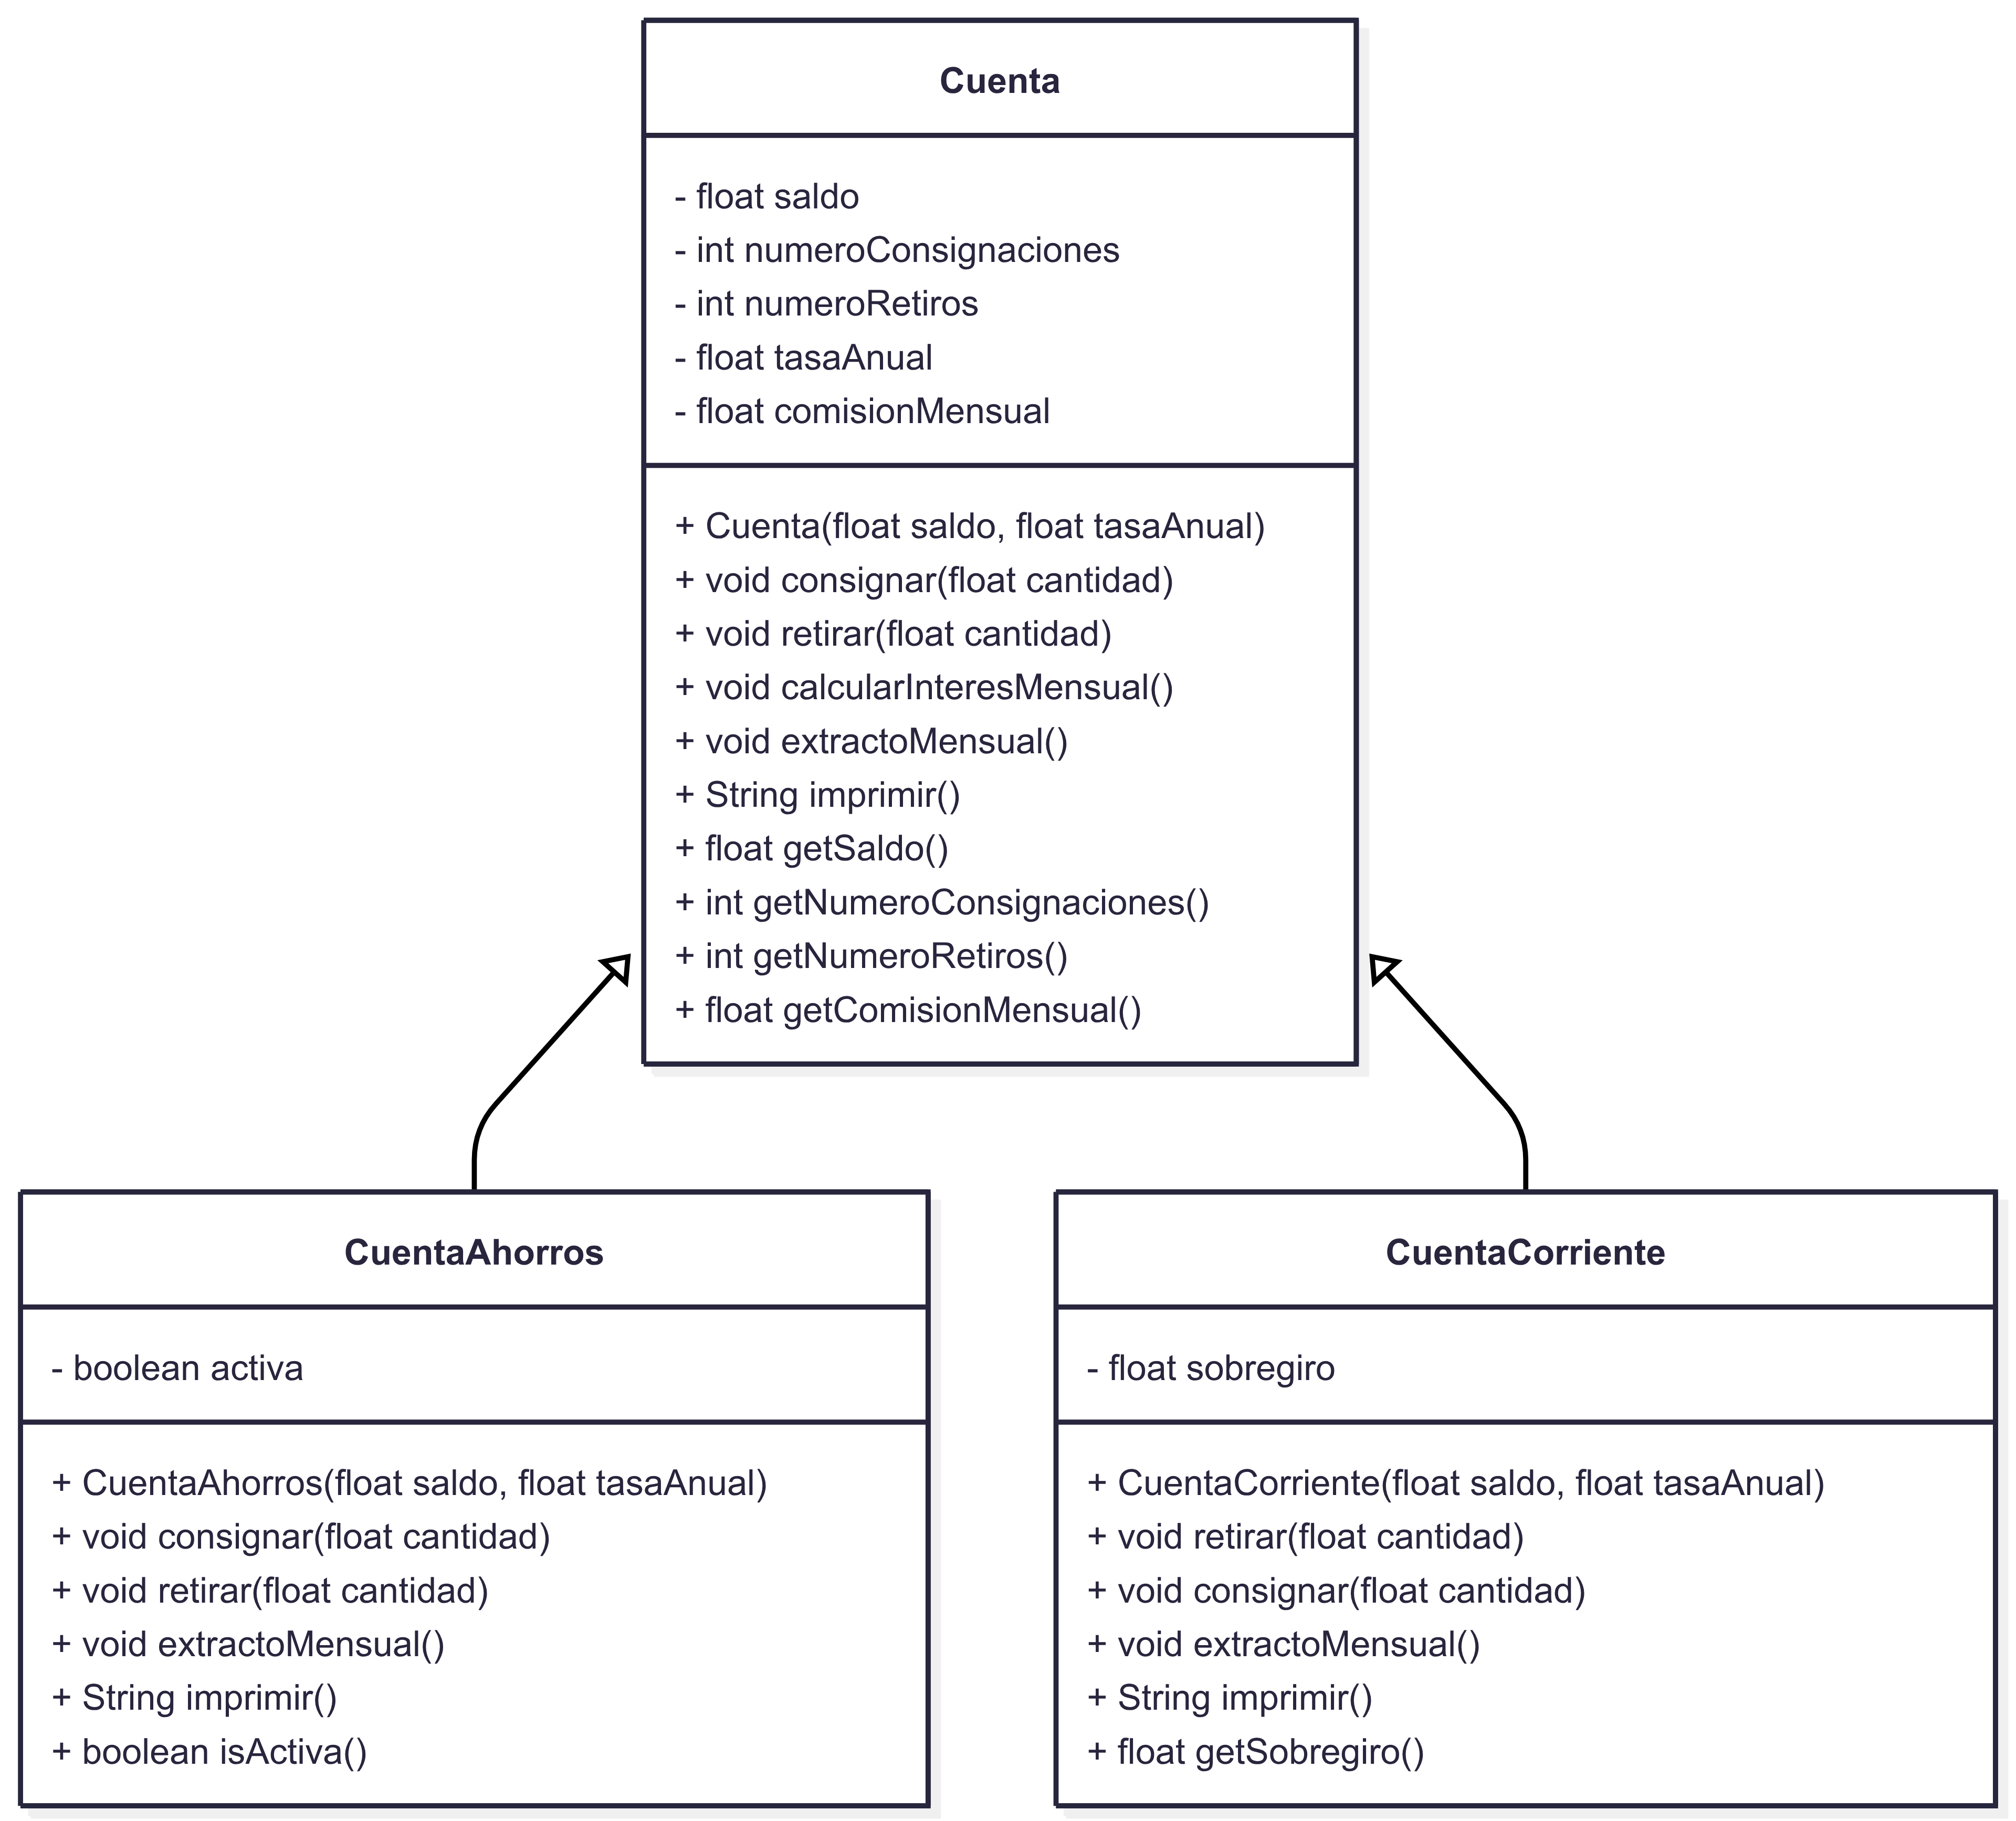 Cuenta
- float saldo
- int numeroConsignaciones
- int numeroRetiros
- float tasaAnual
- float comisionMensual
+ Cuenta(float saldo, float tasaAnual)
+ void consignar(float cantidad)
+ void retirar(float cantidad)
+ void calcularInteresMensual()
+ void extractoMensual()
+ String imprimir()
+ float getSaldo()
+ int getNumeroConsignaciones()
+ int getNumeroRetiros()
+ float getComisionMensual()
CuentaAhorros
- boolean activa
+ CuentaAhorros(float saldo, float tasaAnual)
+ void consignar(float cantidad)
+ void retirar(float cantidad)
+ void extractoMensual()
+ String imprimir()
+ boolean isActiva()
CuentaCorriente
- float sobregiro
+ CuentaCorriente(float saldo, float tasaAnual)
+ void retirar(float cantidad)
+ void consignar(float cantidad)
+ void extractoMensual()
+ String imprimir()
+ float getSobregiro()